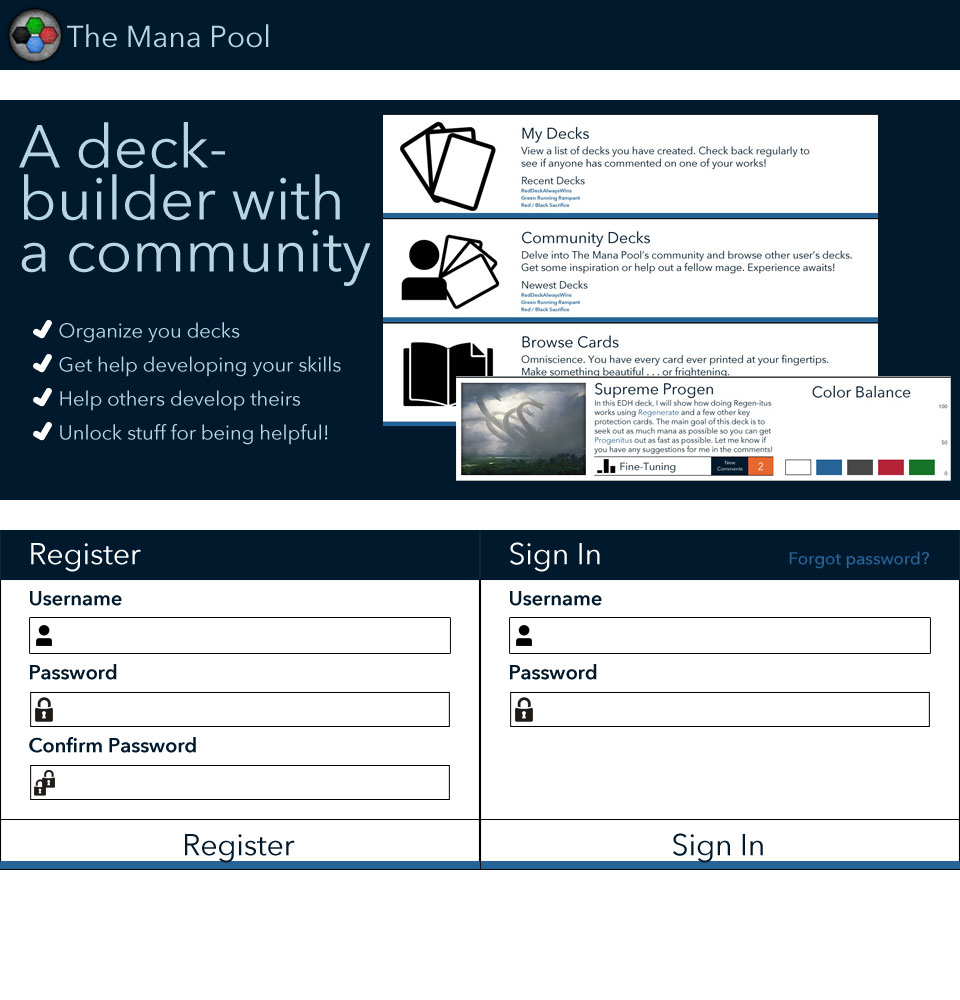 The Mana Pool
A deck-
builder with
a community
Organize you decks
Get help developing your skills
Help others develop theirs
Unlock stuff for being helpful!
My Decks
View a list of decks you have created. Check back regularly to
see if anyone has commented on one of your works!
Recent Decks
RedDeckAlwaysWins
Green Running Rampant
Red / Black Sacrifice
Community Decks
Delve into The Mana Pool's community and browse other user's decks.
Get some inspiration or help out a fellow mage. Experience awaits!
Newest Decks
RedDeckAlwaysWins
Green Running Rampant
Red / Black Sacrifice
Browse Cards
Omniscience. You have every card ever printed at your fingertips.
Make something beautiful . . . or frightening.
Supreme Progen
In this EDH deck, I will show how doing Regen-itus
works using Regenerate and a few other key
protection cards. The main goal of this deck is to
seek out as much mana as possible so you can get
Progenitus out as fast as possible. Let me know if
you have any suggestions for me in the comments!
Fine-Tuning
New
Comments
2
Color Balance
100
50
0
Register
Username
Password
Confirm Password
Register
Sign In
Forgot password?
Username
Password
Sign In